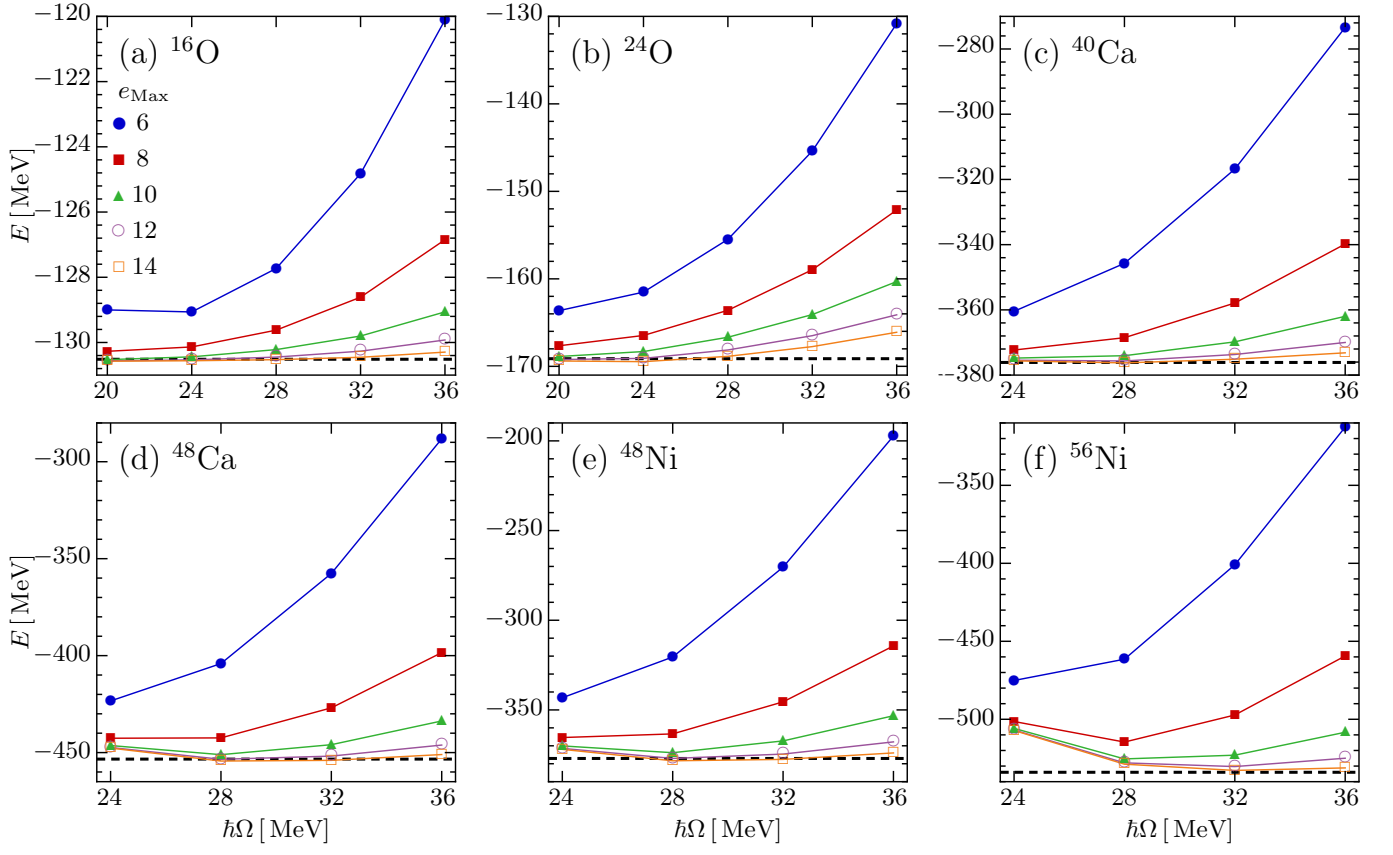 (a) ¹⁶O
e_Max
6
8
10
12
14
E [MeV]
−120
−122
−124
−126
−128
−130
20 24 28 32 36
(b) ²⁴O
−130
−140
−150
−160
−170
20 24 28 32 36
(c) ⁴⁰Ca
−280
−300
−320
−340
−360
−380
24 28 32 36
(d) ⁴⁸Ca
E [MeV]
−300
−350
−400
−450
24 28 32 36
ℏΩ [MeV]
(e) ⁴⁸Ni
−200
−250
−300
−350
24 28 32 36
ℏΩ [MeV]
(f) ⁵⁶Ni
−350
−400
−450
−500
24 28 32 36
ℏΩ [MeV]